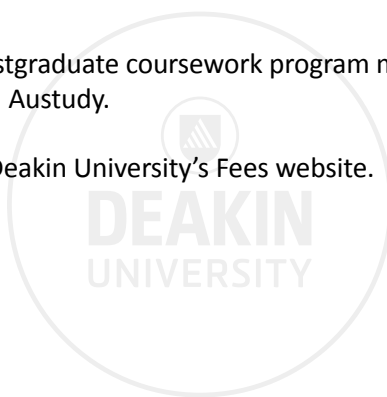 stgraduate coursework program
Austudy.
Deakin University's Fees website.
DEAKIN
UNIVERSITY